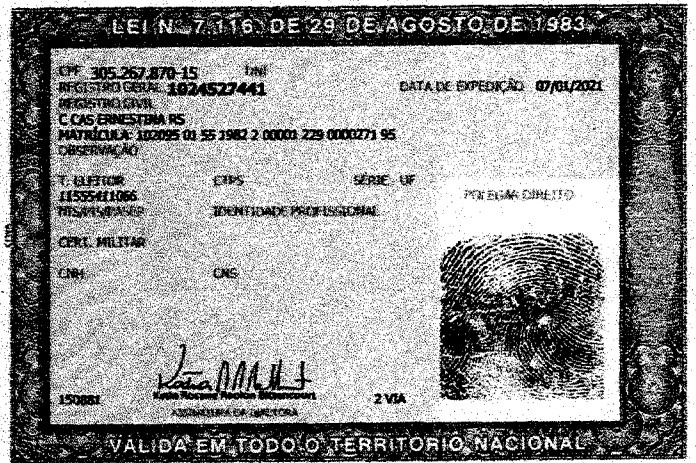 LEI Nº 7.116, DE 29 DE AGOSTO DE 1983
CPF 305.267.870-15 DNI
REGISTRO GERAL 1024527441 DATA DE EXPEDIÇÃO 07/01/2021
REGISTRO CIVIL
C CAS ERNESTINA RS
MATRÍCULA: 102095 01 55 1982 2 00001 229 0000271 95
OBSERVAÇÃO
T. ELEITOR CTPS SÉRIE UF
11555411066
NIS/PIS/PASEP IDENTIDADE PROFISSIONAL
POLEGAR DIREITO
CERT. MILITAR
CNH CNS
150881 2 VIA
ASSINATURA DA DIRETORA
VÁLIDA EM TODO O TERRITÓRIO NACIONAL